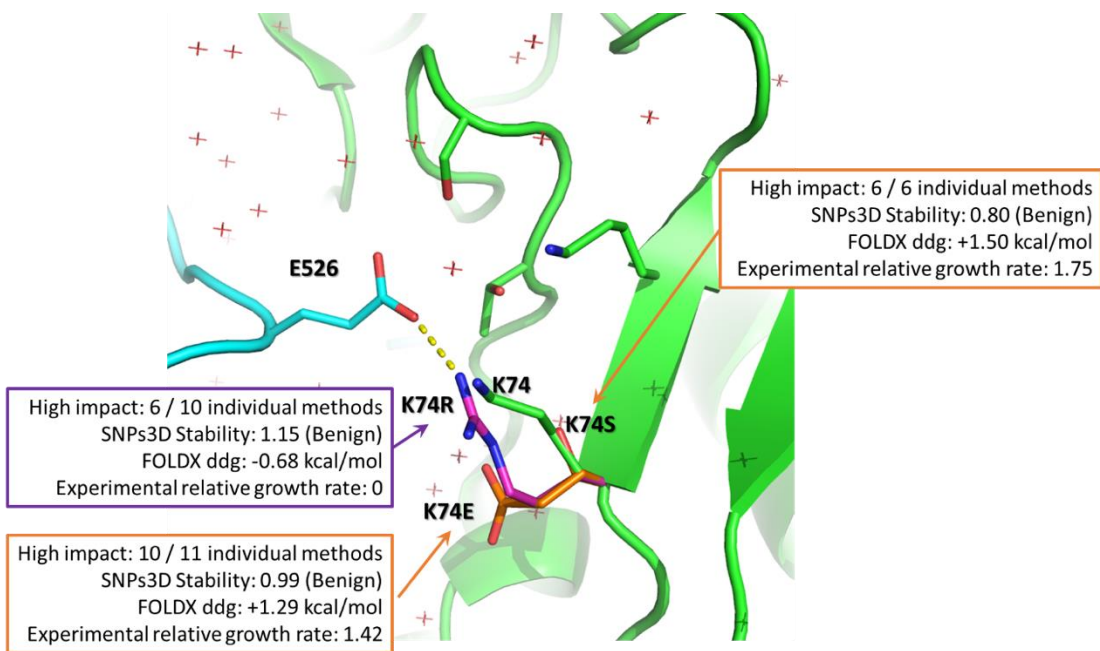 High impact: 6 / 6 individual methods
SNPs3D Stability: 0.80 (Benign)
FOLDX ddg: +1.50 kcal/mol
Experimental relative growth rate: 1.75
E526
K74
K74R
K74S
High impact: 6 / 10 individual methods
SNPs3D Stability: 1.15 (Benign)
FOLDX ddg: -0.68 kcal/mol
Experimental relative growth rate: 0
K74E
High impact: 10 / 11 individual methods
SNPs3D Stability: 0.99 (Benign)
FOLDX ddg: +1.29 kcal/mol
Experimental relative growth rate: 1.42